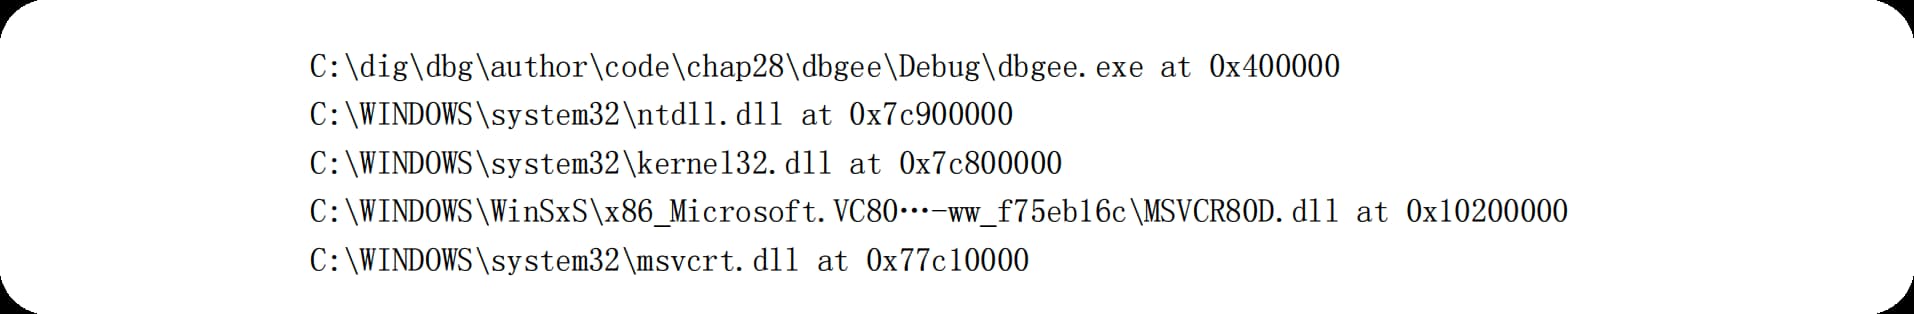 C:\dig\dbg\author\code\chap28\dbgee\Debug\dbgee.exe at 0x400000
C:\WINDOWS\system32\ntdll.dll at 0x7c900000
C:\WINDOWS\system32\kernel32.dll at 0x7c800000
C:\WINDOWS\WinSxS\x86_Microsoft.VC80…-ww_f75eb16c\MSVCR80D.dll at 0x10200000
C:\WINDOWS\system32\msvcrt.dll at 0x77c10000